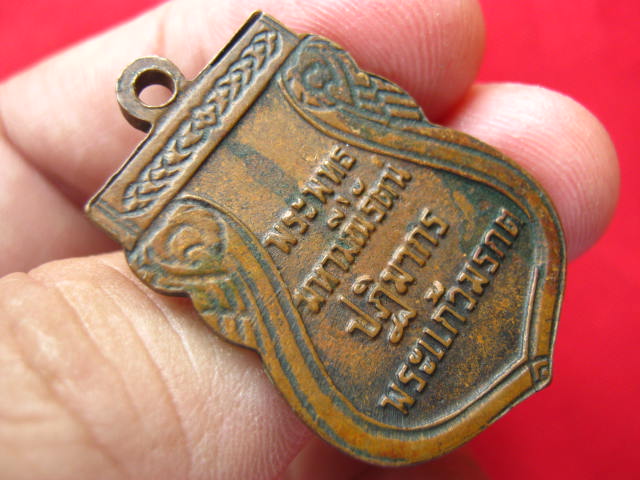 พระพุทธ
มหามณีรัตน
ปฏิมากร
พระแก้วมรกต